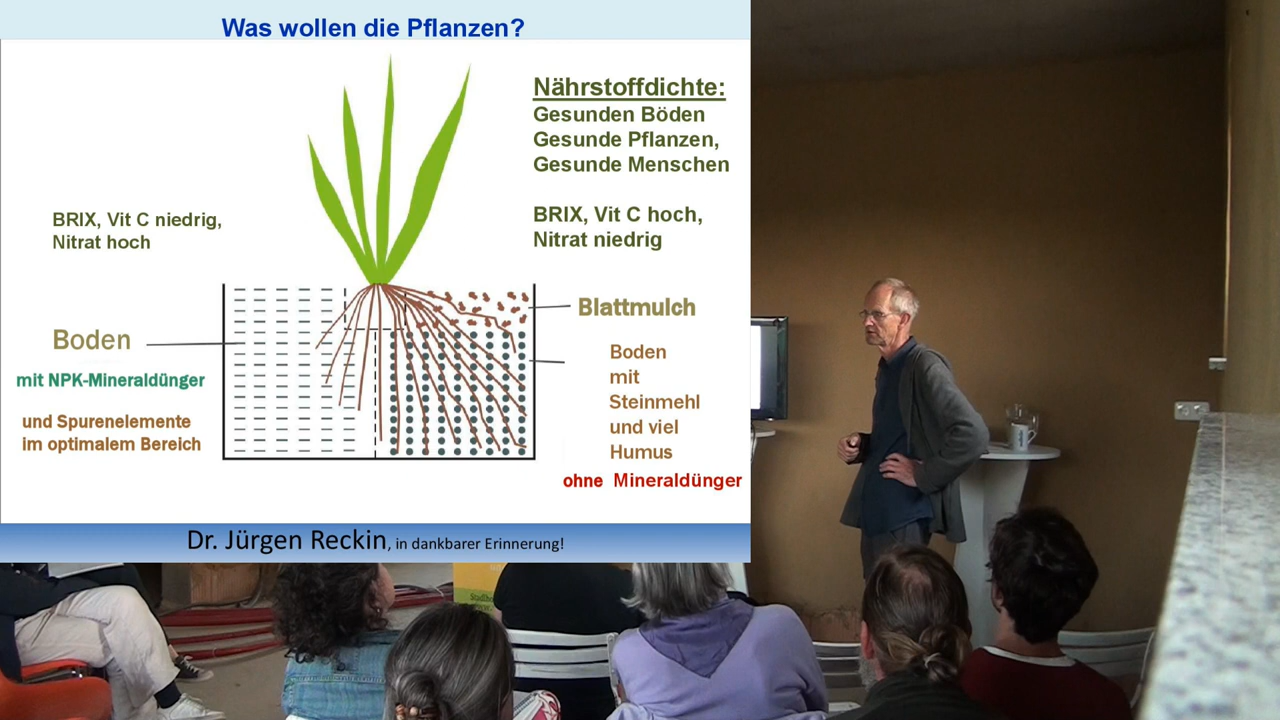 Was wollen die Pflanzen?
Nährstoffdichte:
Gesunden Böden
Gesunde Pflanzen,
Gesunde Menschen
BRIX, Vit C niedrig,
Nitrat hoch
BRIX, Vit C hoch,
Nitrat niedrig
Blattmulch
Boden
mit NPK-Mineraldünger
und Spurenelemente
im optimalem Bereich
Boden
mit
Steinmehl
und viel
Humus
ohne Mineraldünger
Dr. Jürgen Reckin, in dankbarer Erinnerung!